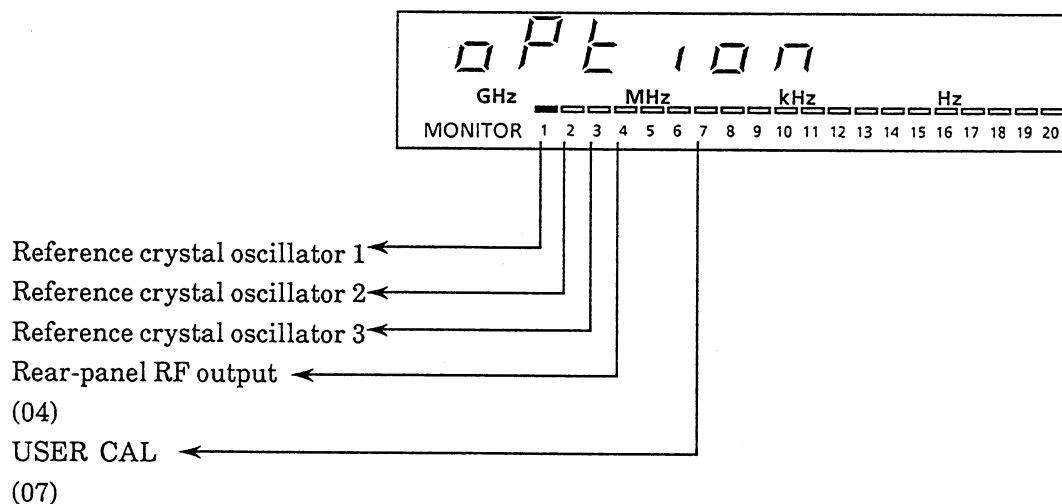 oPt ion
GHz MHz kHz Hz
MONITOR 1 2 3 4 5 6 7 8 9 10 11 12 13 14 15 16 17 18 19 20
Reference crystal oscillator 1
Reference crystal oscillator 2
Reference crystal oscillator 3
Rear-panel RF output
(04)
USER CAL
(07)